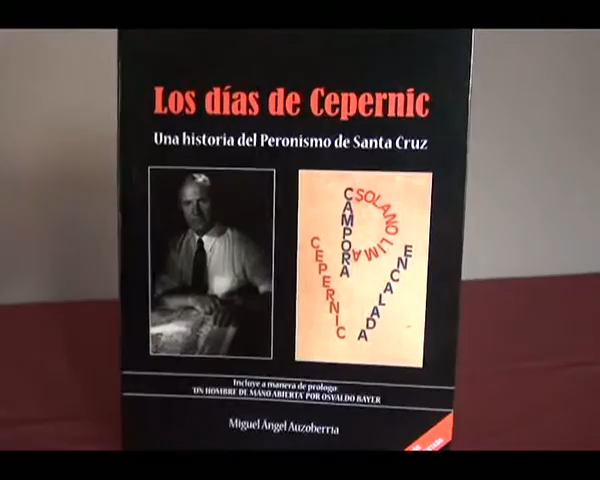 Los días de Cepernic
Una historia del Peronismo de Santa Cruz
CAMPORA
SOLANO LIMA
CEPERNIC
ENCALADA
Incluye a manera de prologo:
"UN HOMBRE DE MANO ABIERTA" POR OSVALDO BAYER
Miguel Ángel Auzoberría